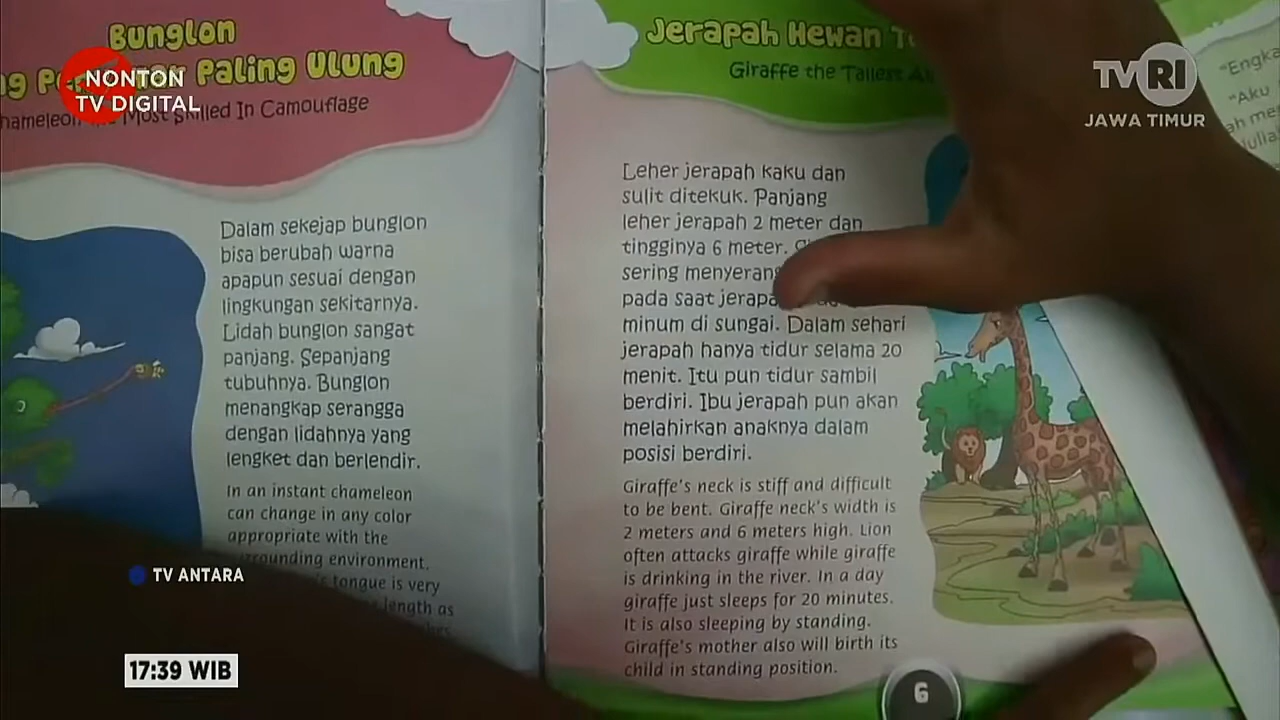 Bunglon
Paling Ulung
Most Skilled In Camouflage
Dalam sekejap bunglon
bisa berubah warna
apapun sesuai dengan
lingkungan sekitarnya.
Lidah bunglon sangat
panjang. Sepanjang
tubuhnya. Bunglon
menangkap serangga
dengan lidahnya yang
lengket dan berlendir.
In an instant chameleon
can change in any color
appropriate with the
environment.
tongue is very
length as
Jerapah Hewan
Giraffe the Tallest
Leher jerapah kaku dan
sulit ditekuk. Panjang
leher jerapah 2 meter dan
tingginya 6 meter.
sering menyerang
pada saat
minum di sungai. Dalam sehari
jerapah hanya tidur selama 20
menit. Itu pun tidur sambil
berdiri. Ibu jerapah pun akan
melahirkan anaknya dalam
posisi berdiri.
Giraffe's neck is stiff and difficult
to be bent. Giraffe neck's width is
2 meters and 6 meters high. Lion
often attacks giraffe while giraffe
is drinking in the river. In a day
giraffe just sleeps for 20 minutes.
It is also sleeping by standing.
Giraffe's mother also will birth its
child in standing position.
6
"Aku
NONTON
TV DIGITAL
TVRI
JAWA TIMUR
TV ANTARA
17:39 WIB